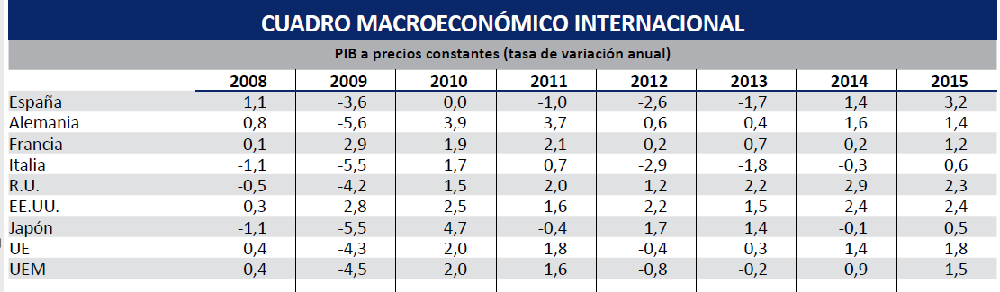 CUADRO MACROECONÓMICO INTERNACIONAL
PIB a precios constantes (tasa de variación anual)
2008 2009 2010 2011 2012 2013 2014 2015
España 1,1 -3,6 0,0 -1,0 -2,6 -1,7 1,4 3,2
Alemania 0,8 -5,6 3,9 3,7 0,6 0,4 1,6 1,4
Francia 0,1 -2,9 1,9 2,1 0,2 0,7 0,2 1,2
Italia -1,1 -5,5 1,7 0,7 -2,9 -1,8 -0,3 0,6
R.U. -0,5 -4,2 1,5 2,0 1,2 2,2 2,9 2,3
EE.UU. -0,3 -2,8 2,5 1,6 2,2 1,5 2,4 2,4
Japón -1,1 -5,5 4,7 -0,4 1,7 1,4 -0,1 0,5
UE 0,4 -4,3 2,0 1,8 -0,4 0,3 1,4 1,8
UEM 0,4 -4,5 2,0 1,6 -0,8 -0,2 0,9 1,5